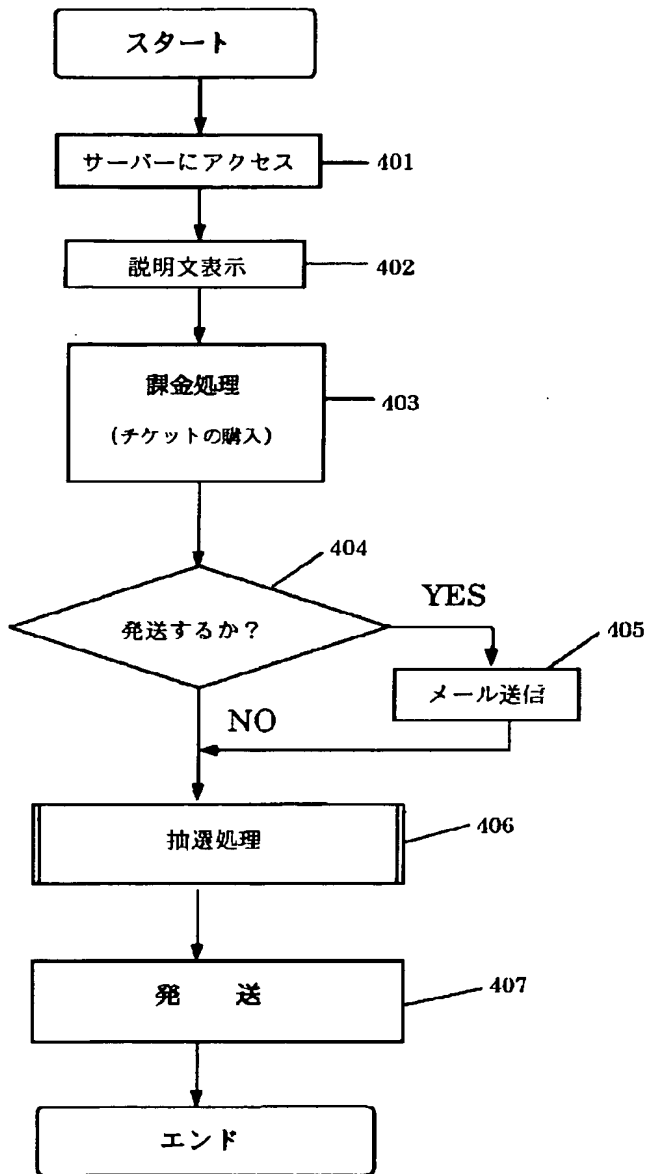 スタート
サーバーにアクセス
401
説明文表示
402
課金処理
(チケットの購入)
403
404
発送するか？
YES
405
メール送信
NO
抽選処理
406
発 送
407
エンド